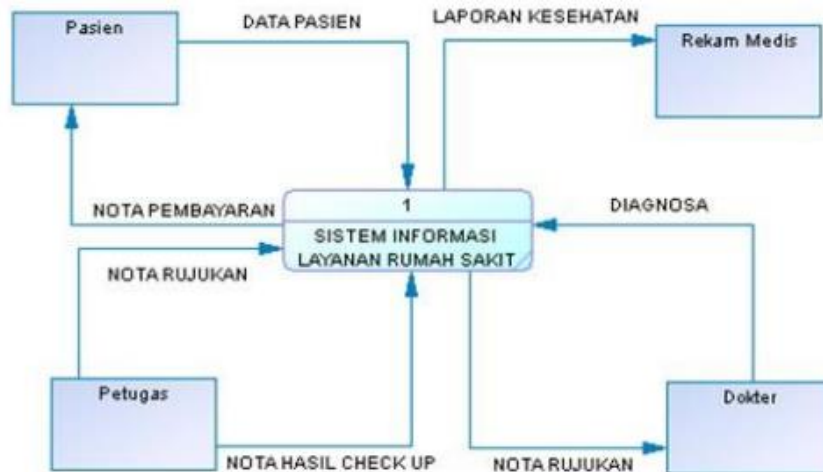 Pasien
DATA PASIEN
LAPORAN KESEHATAN
Rekam Medis
NOTA PEMBAYARAN
1
SISTEM INFORMASI
LAYANAN RUMAH SAKIT
DIAGNOSA
NOTA RUJUKAN
Petugas
Dokter
NOTA HASIL CHECK UP
NOTA RUJUKAN